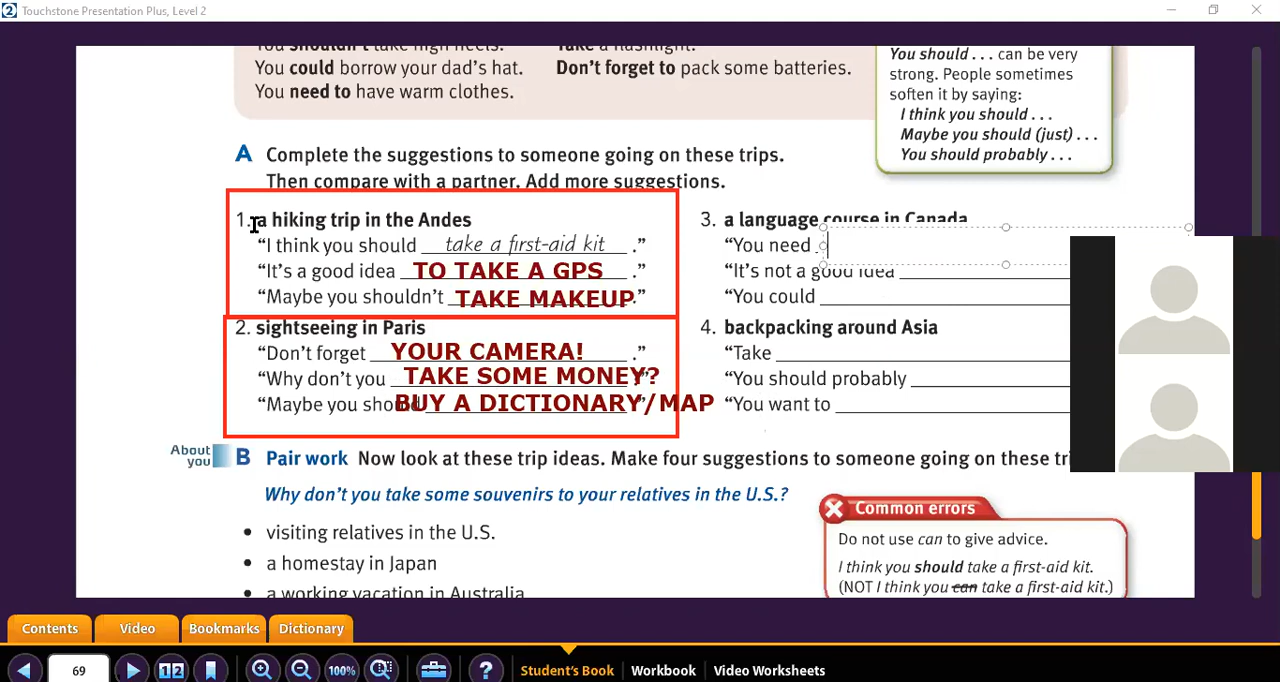 Touchstone Presentation Plus, Level 2
You shouldn't take high heels.
Take a flashlight.
You could borrow your dad's hat.
Don't forget to pack some batteries.
You need to have warm clothes.
You should . . . can be very
strong. People sometimes
soften it by saying:
I think you should . . .
Maybe you should (just) . . .
You should probably . . .
A Complete the suggestions to someone going on these trips.
Then compare with a partner. Add more suggestions.
1. a hiking trip in the Andes
“I think you should take a first-aid kit .”
“It's a good idea TO TAKE A GPS .”
“Maybe you shouldn't TAKE MAKEUP .”
2. sightseeing in Paris
“Don't forget YOUR CAMERA! .”
“Why don't you TAKE SOME MONEY? ”
“Maybe you should BUY A DICTIONARY/MAP ”
3. a language course in Canada
“You need
“It's not a good idea
“You could
4. backpacking around Asia
“Take
“You should probably
“You want to
About
you
B Pair work Now look at these trip ideas. Make four suggestions to someone going on these
Why don't you take some souvenirs to your relatives in the U.S.?
• visiting relatives in the U.S.
• a homestay in Japan
• a working vacation in Australia
Common errors
Do not use can to give advice.
I think you should take a first-aid kit.
(NOT I think you can take a first-aid kit.)
Contents
Video
Bookmarks
Dictionary
69
12
100%
?
Student's Book
Workbook
Video Worksheets